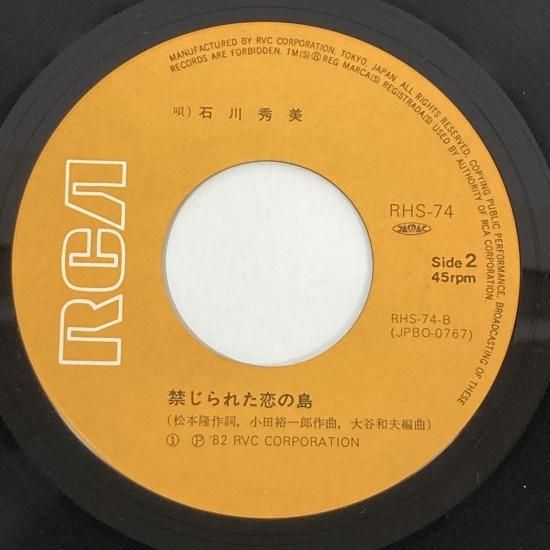 MANUFACTURED BY RVC CORPORATION, TOKYO, JAPAN. ALL RIGHTS RESERVED. COPYING PUBLIC PERFORMANCE, BROADCASTING OF THESE
RECORDS ARE FORBIDDEN. TM(S)® REG MARCA(S) REGISTRADA(S) USED BY AUTHORITY OF RCA CORPORATION.
唄) 石川秀美
RCA
RHS-74
JASRAC
Side 2
45rpm
RHS-74-B
(JPBO-0767)
禁じられた恋の島
(松本隆作詞, 小田裕一郎作曲, 大谷和夫編曲)
① Ⓟ '82 RVC CORPORATION